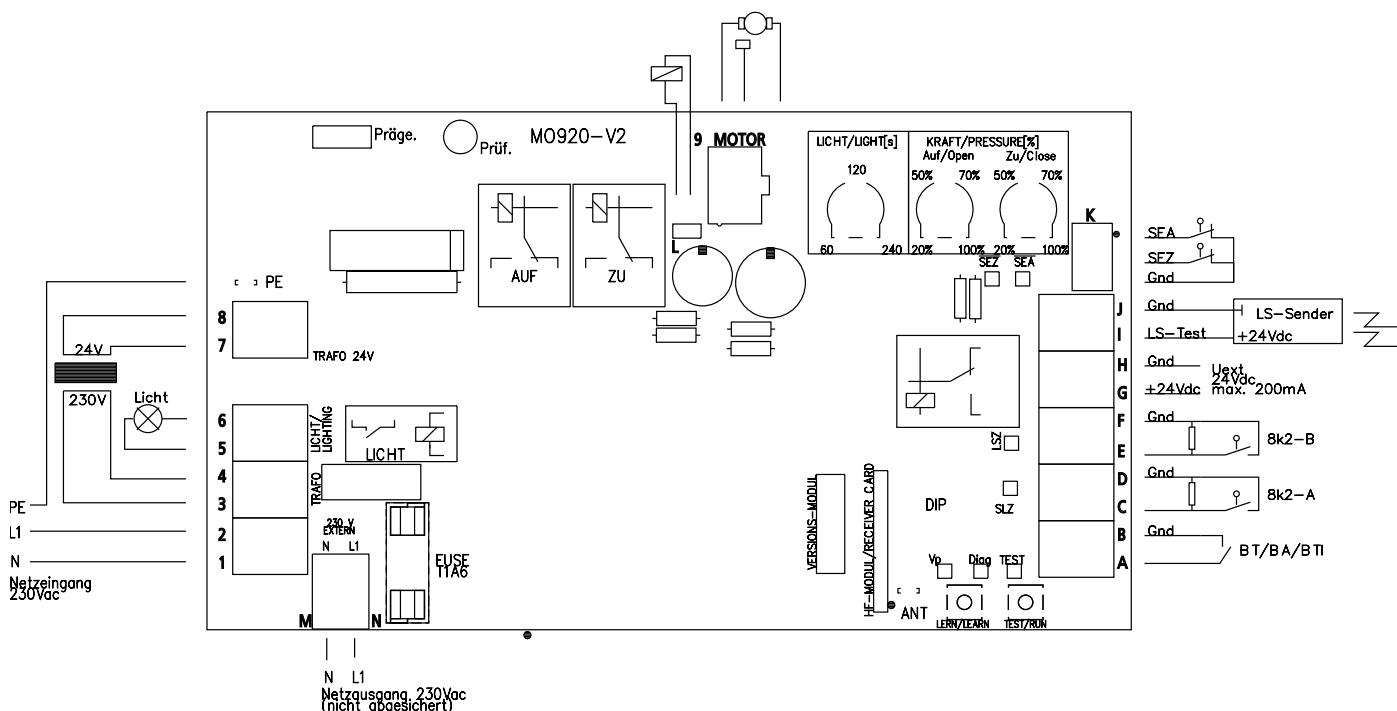 Präge.
Prüf.
MO920-V2
9 MOTOR
L
AUF
ZU
LICHT/LIGHT[s]
120
60
240
KRAFT/PRESSURE[%]
Auf/Open
Zu/Close
50%
70%
50%
70%
20%
100%
20%
100%
SEZ
SEA
K
SEA
SEZ
Gnd
PE
8
7
TRAFO 24V
24V
230V
Licht
6
5
LICHT/
LIGHTING
LICHT
4
3
TRAFO
2
1
PE
L1
N
Netzeingang
230Vac
230 V
EXTERN
N
L1
M
N
FUSE
T1A6
N
L1
Netzausgang 230Vac
(nicht abgesichert)
J
Gnd
LS-Sender
I
LS-Test
+24Vdc
H
Gnd
Uext
24Vdc
G
+24Vdc
max. 200mA
F
Gnd
E
8k2-B
D
Gnd
C
8k2-A
B
Gnd
A
BT/BA/BTI
LSZ
SLZ
DIP
VERSIONS-MODUL
HF-MODUL/RECEIVER CARD
Vp
Diag
TEST
ANT
LERN/LEARN
TEST/RUN